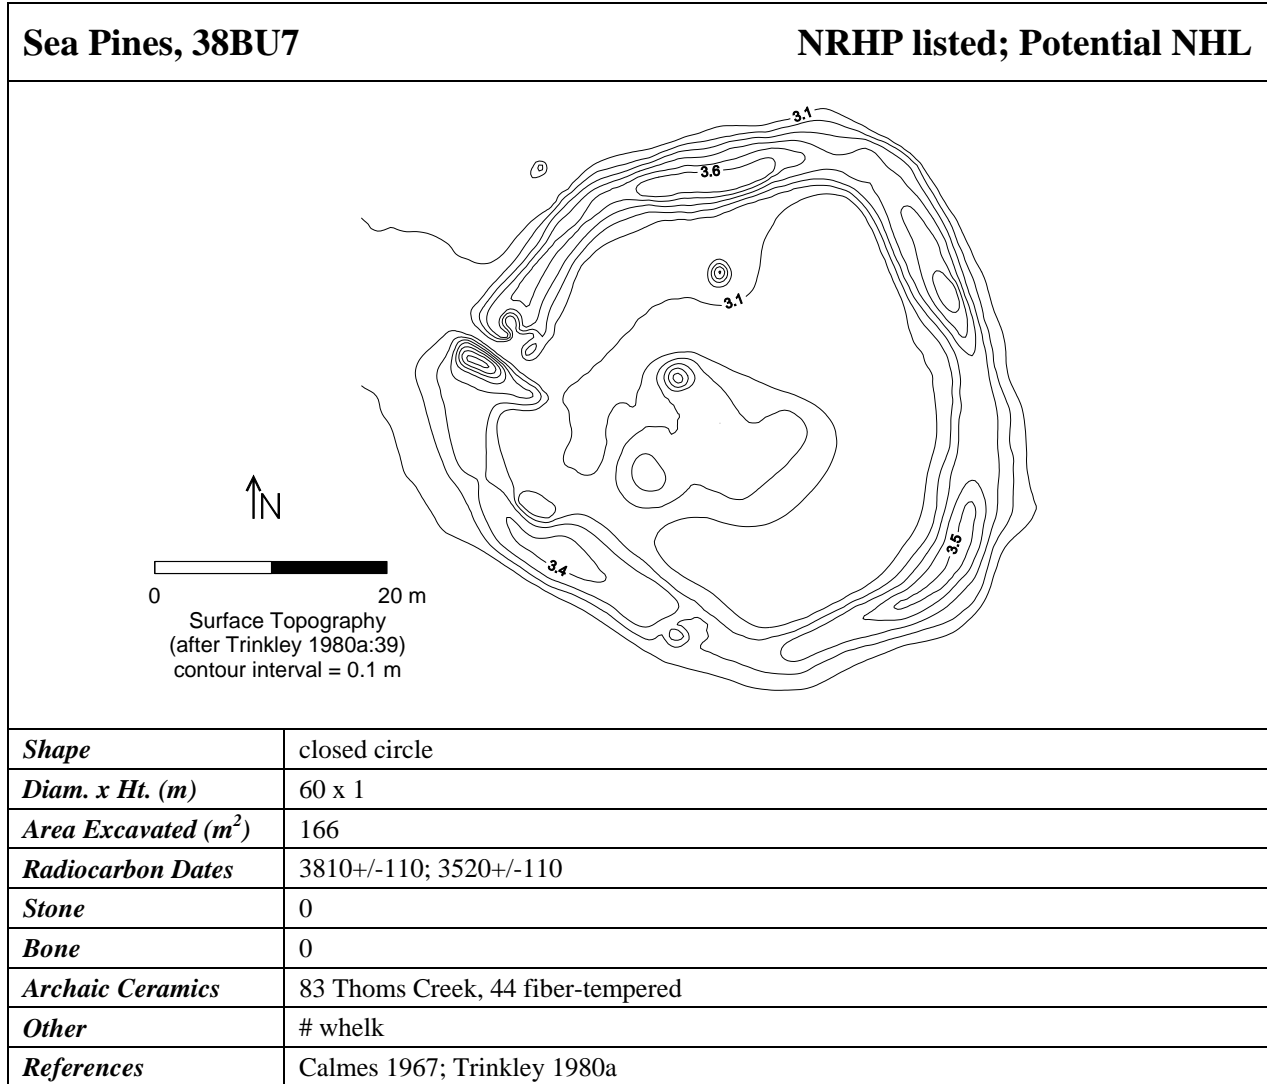 Sea Pines, 38BU7 NRHP listed; Potential NHL
3.1
3.6
3.1
3.5
3.4
N
0 20 m
Surface Topography
(after Trinkley 1980a:39)
contour interval = 0.1 m
Shape closed circle
Diam. x Ht. (m) 60 x 1
Area Excavated (m²) 166
Radiocarbon Dates 3810+/-110; 3520+/-110
Stone 0
Bone 0
Archaic Ceramics 83 Thoms Creek, 44 fiber-tempered
Other # whelk
References Calmes 1967; Trinkley 1980a